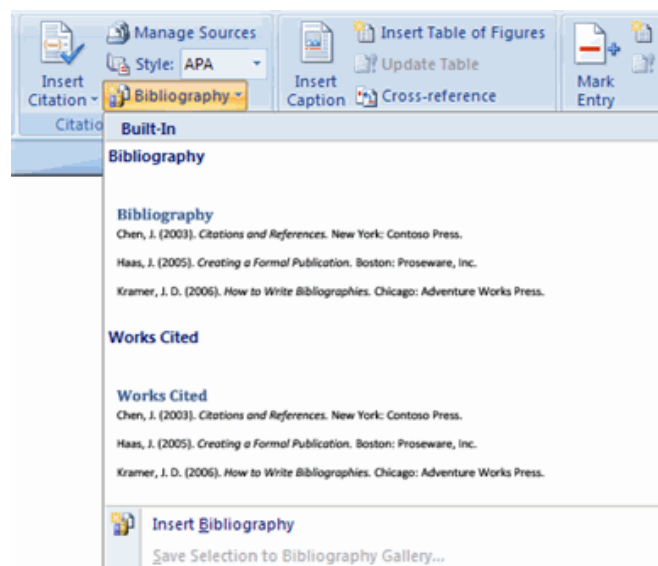 Insert
Citation
Manage Sources
Style: APA
Bibliography
Citatio
Insert
Caption
Insert Table of Figures
Update Table
Cross-reference
Mark
Entry
Built-In
Bibliography
Bibliography
Chen, J. (2003). Citations and References. New York: Contoso Press.
Haas, J. (2005). Creating a Formal Publication. Boston: Proseware, Inc.
Kramer, J. D. (2006). How to Write Bibliographies. Chicago: Adventure Works Press.
Works Cited
Works Cited
Chen, J. (2003). Citations and References. New York: Contoso Press.
Haas, J. (2005). Creating a Formal Publication. Boston: Proseware, Inc.
Kramer, J. D. (2006). How to Write Bibliographies. Chicago: Adventure Works Press.
Insert Bibliography
Save Selection to Bibliography Gallery...